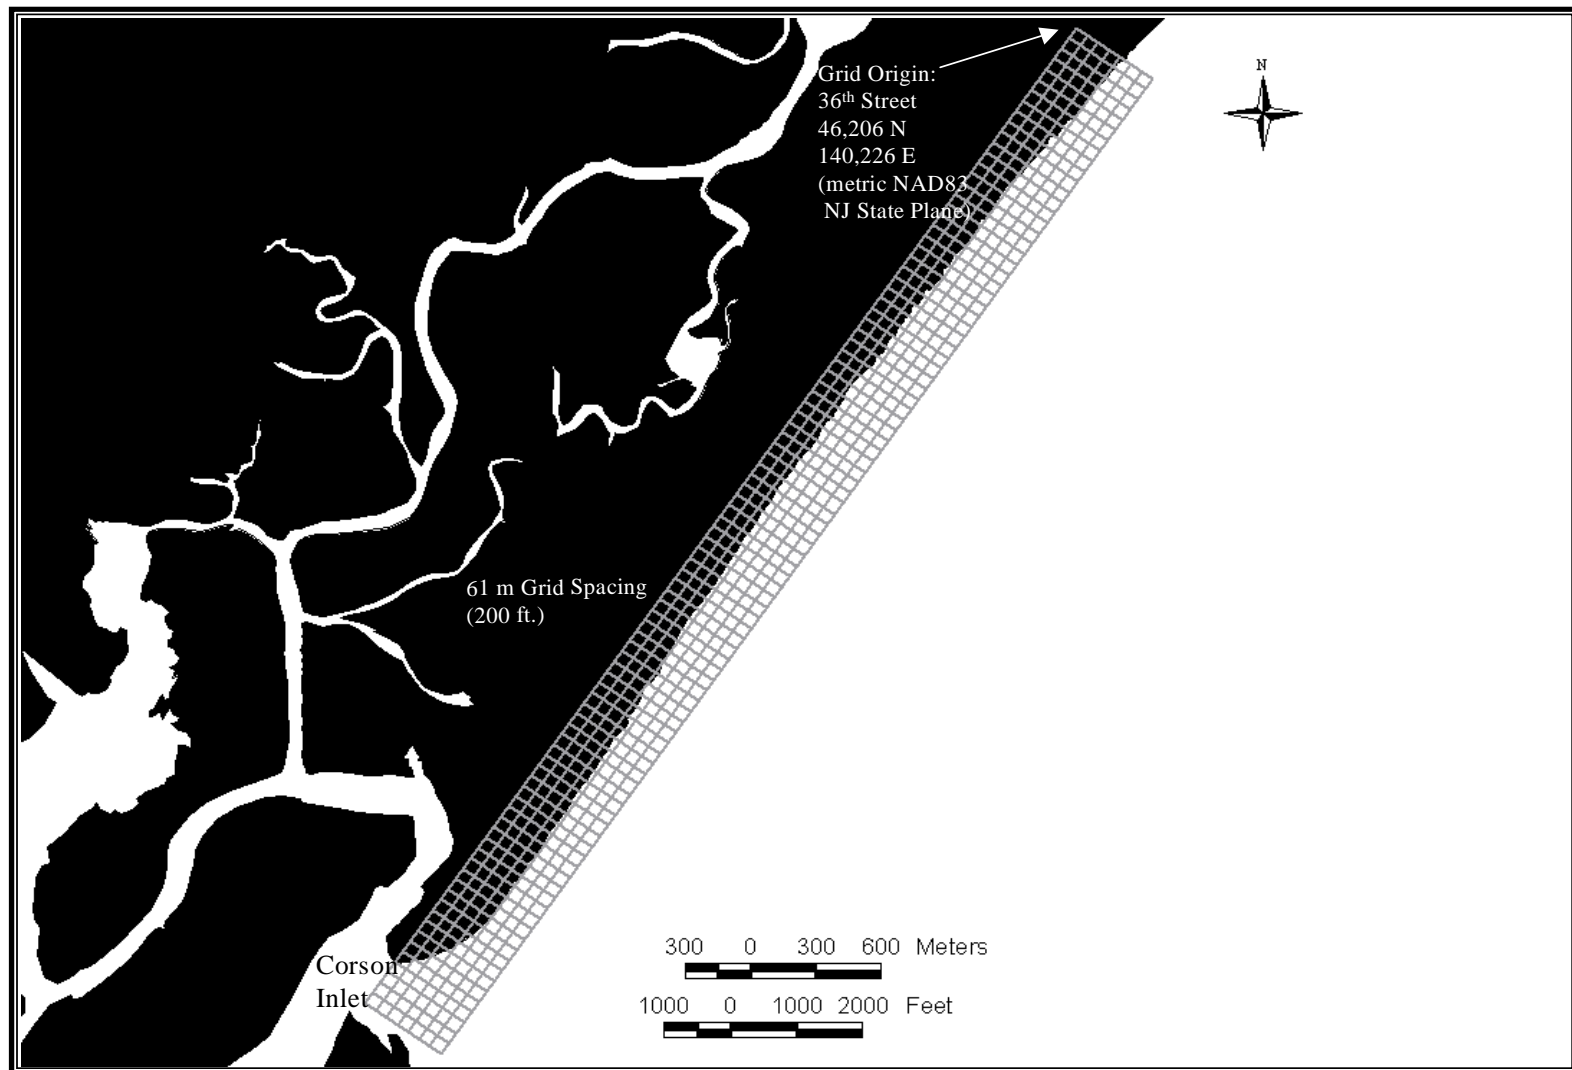 N
Grid Origin:
36th Street
46,206 N
140,226 E
(metric NAD83
NJ State Plane)
61 m Grid Spacing
(200 ft.)
Corson
Inlet
300 0 300 600 Meters
1000 0 1000 2000 Feet